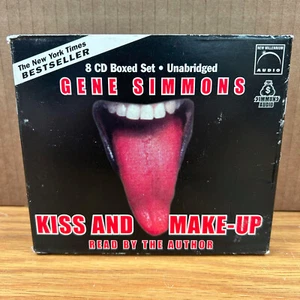 The New York Times
BESTSELLER
8 CD Boxed Set • Unabridged
NEW MILLENNIUM
AUDIO
GENE SIMMONS
$
SIMMONS
AUDIO
KISS AND MAKE-UP
READ BY THE AUTHOR